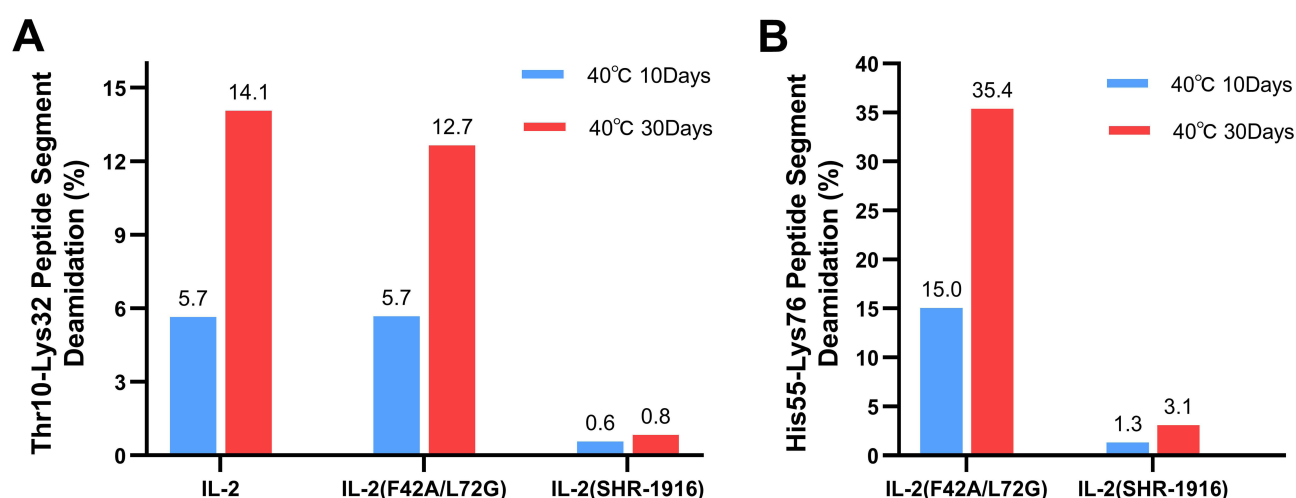 A
Thr10-Lys32 Peptide Segment
Deamidation (%)
15
12
9
6
3
0
40℃ 10Days
40℃ 30Days
5.7
14.1
5.7
12.7
0.6
0.8
IL-2
IL-2(F42A/L72G)
IL-2(SHR-1916)
B
His55-Lys76 Peptide Segment
Deamidation (%)
40
35
30
25
20
15
10
5
0
40℃ 10Days
40℃ 30Days
15.0
35.4
1.3
3.1
IL-2(F42A/L72G)
IL-2(SHR-1916)